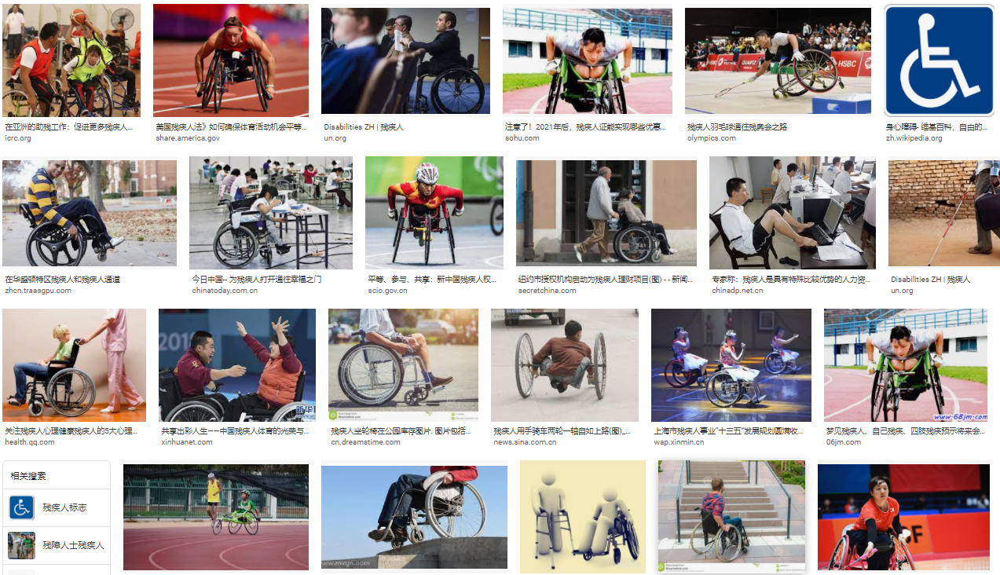 在亚洲的助残工作：促进更多残疾人...
icrc.org
美国残疾人法》如何确保体育活动机会平等...
share.america.gov
Disabilities ZH | 残疾人
un.org
注意了！2021年后，残疾人证能实现哪些优惠...
sohu.com
残疾人羽毛球通往残奥会之路
olympics.com
身心障碍- 维基百科，自由的...
zh.wikipedia.org
HSBC
QUARTZ
HSBC
在华盛顿特区残疾人和残疾人通道
zhcn.traasgpu.com
今日中国-- 为残疾人打开通往幸福之门
chinatoday.com.cn
平等、参与、共享：新中国残疾人权...
scio.gov.cn
纽约市授权机构启动为残疾人理财项目(图) - - 新闻...
secretchina.com
专家称：残疾人是具有特殊比较优势的人力资...
chinadp.net.cn
Disabilities ZH | 残疾人
un.org
201
新华
www.68jm.com
关注残疾人心理健康残疾人的5大心理...
health.qq.com
共享出彩人生——中国残疾人体育的光荣与...
xinhuanet.com
残疾人坐轮椅在公园库存图片. 图片包括...
cn.dreamstime.com
残疾人用手骑车两轮一轴自如上路(图)_...
news.sina.com.cn
上海市残疾人事业“十三五”发展规划圆满收...
wap.xinmin.cn
梦见残疾人、自己残疾、四肢残疾预示将来会...
06jm.com
相关搜索
残疾人标志
残障人士残疾人
www.mxyn.com